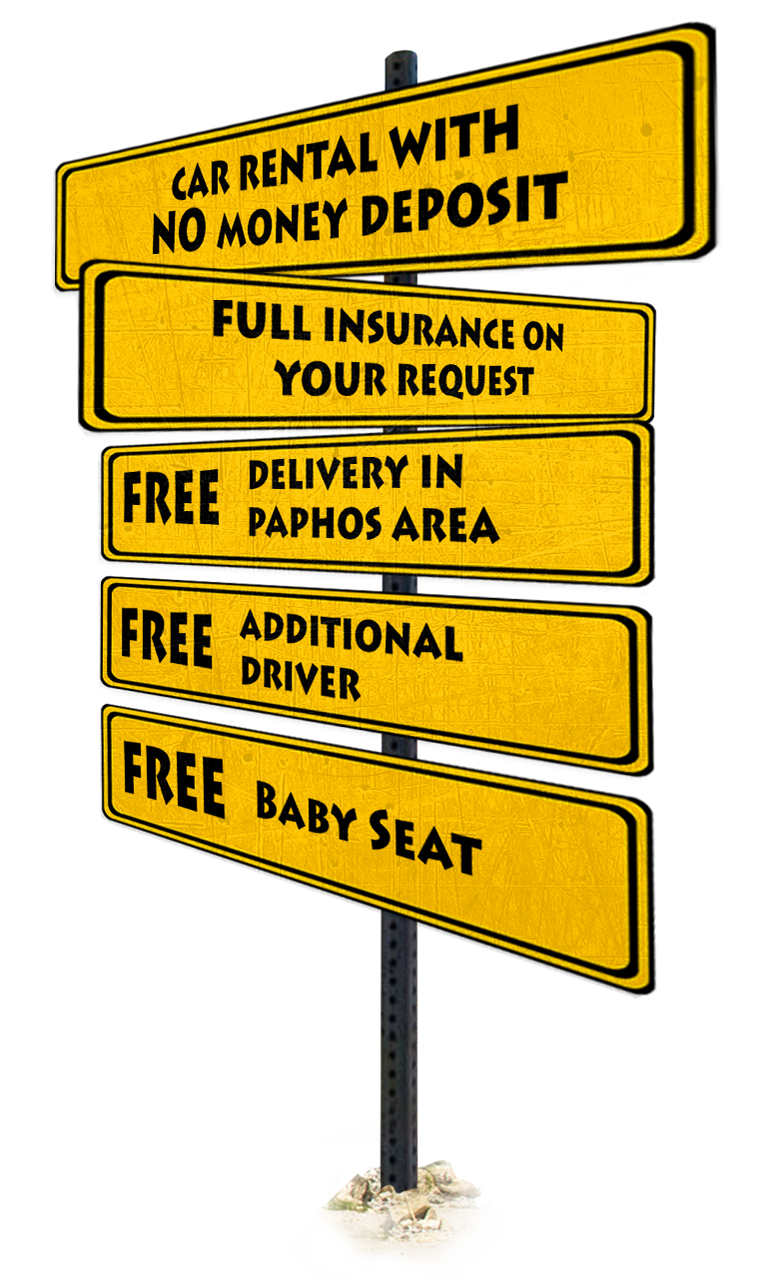 CAR RENTAL WITH
NO MONEY DEPOSIT
FULL INSURANCE ON
YOUR REQUEST
FREE DELIVERY IN
PAPHOS AREA
FREE ADDITIONAL
DRIVER
FREE BABY SEAT